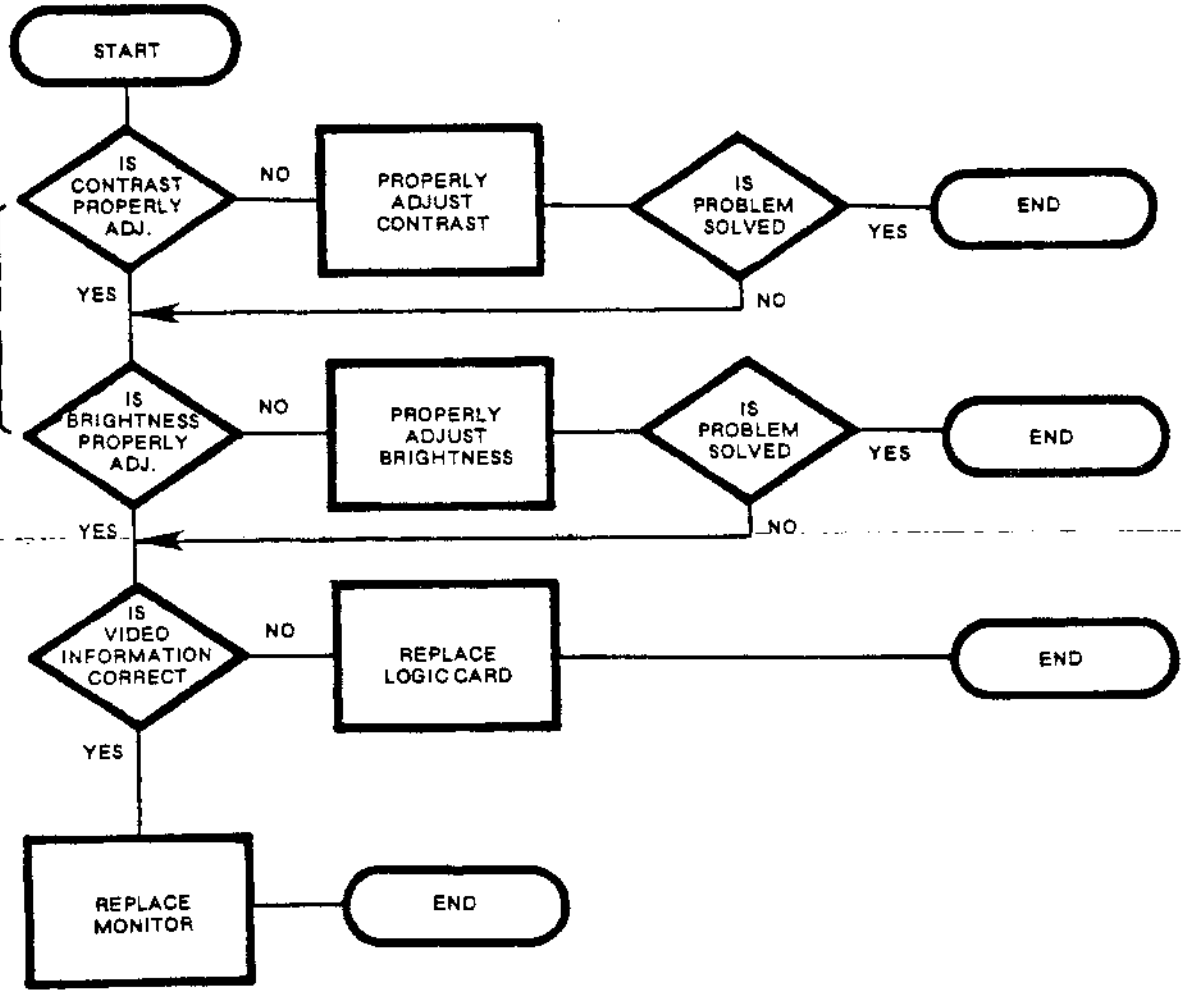 START
IS
CONTRAST
PROPERLY
ADJ.
NO
PROPERLY
ADJUST
CONTRAST
IS
PROBLEM
SOLVED
YES
END
YES
NO
IS
BRIGHTNESS
PROPERLY
ADJ.
NO
PROPERLY
ADJUST
BRIGHTNESS
IS
PROBLEM
SOLVED
YES
END
YES
NO
IS
VIDEO
INFORMATION
CORRECT
NO
REPLACE
LOGIC CARD
END
YES
REPLACE
MONITOR
END